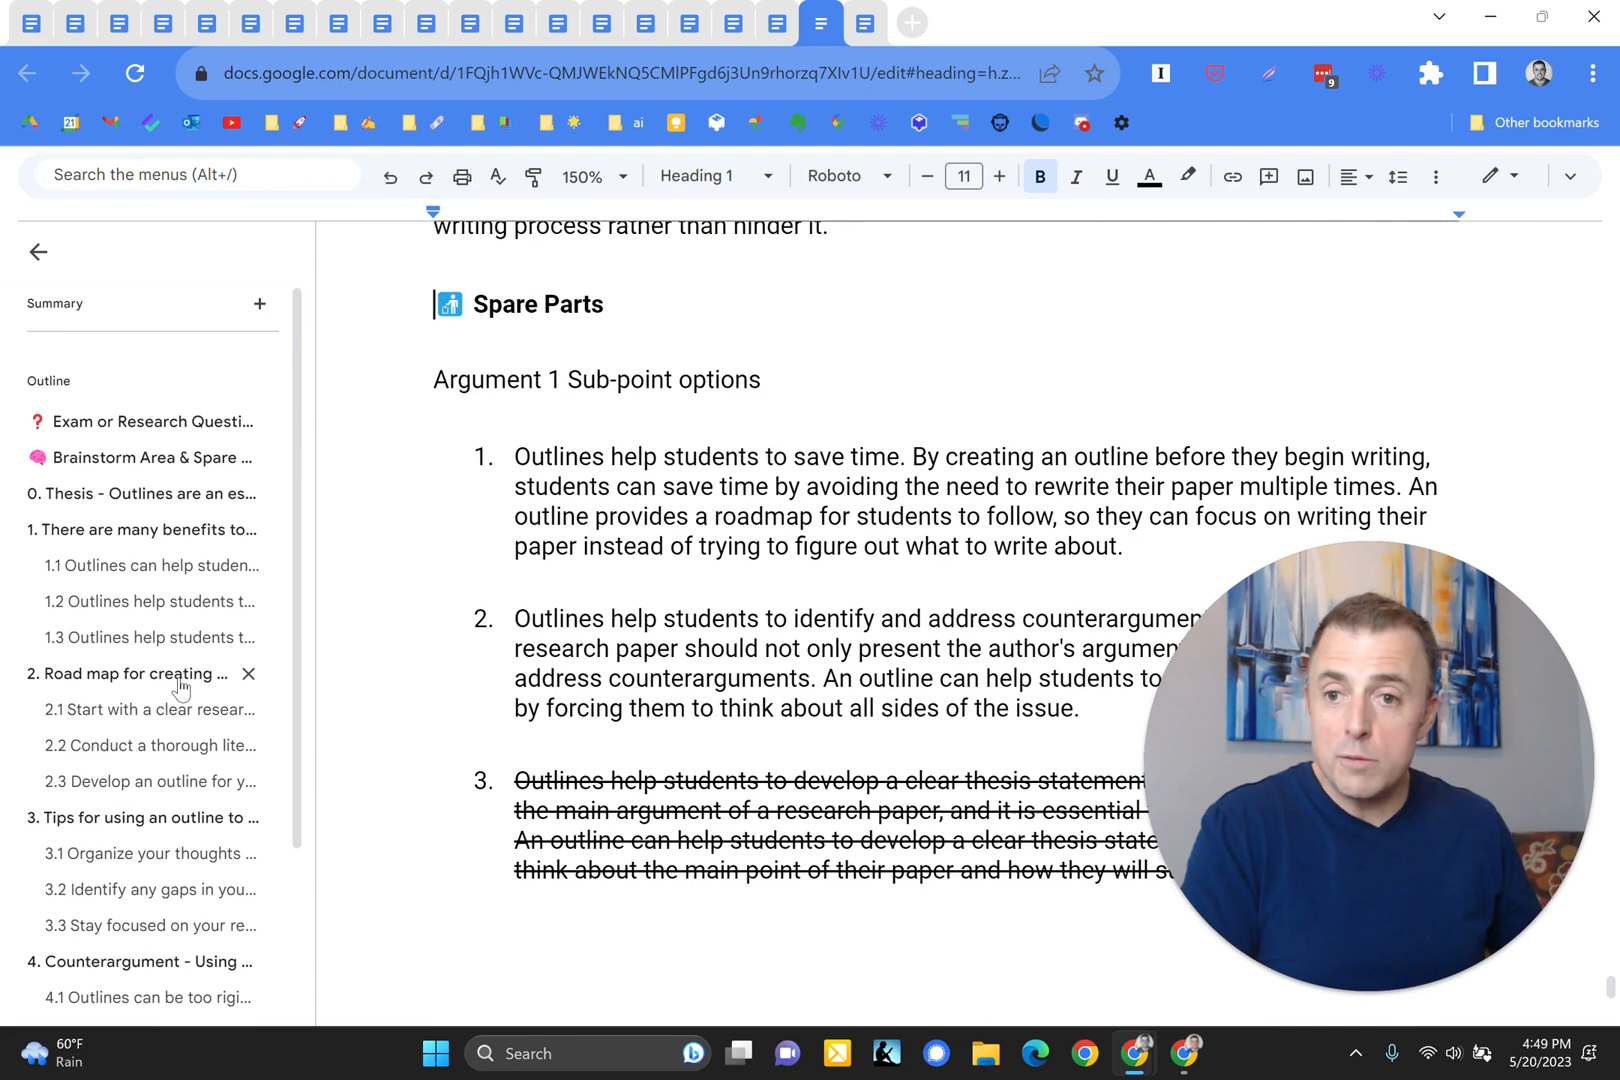 docs.google.com/document/d/1FQjh1WVc-QMJWEkNQ5CMlPFgd6j3Un9rhorzq7XIv1U/edit#heading=h.z...
9
21
ai
Other bookmarks
Search the menus (Alt+/)
150%
Heading 1
Roboto
11
B
I
U
A
writing process rather than hinder it.
Summary
Spare Parts
Outline
Argument 1 Sub-point options
❓ Exam or Research Questi...
🧠 Brainstorm Area & Spare ...
0. Thesis - Outlines are an es...
1. There are many benefits to...
1.1 Outlines can help studen...
1.2 Outlines help students t...
1.3 Outlines help students t...
2. Road map for creating ...
2.1 Start with a clear resear...
2.2 Conduct a thorough lite...
2.3 Develop an outline for y...
3. Tips for using an outline to ...
3.1 Organize your thoughts ...
3.2 Identify any gaps in you...
3.3 Stay focused on your re...
4. Counterargument - Using ...
4.1 Outlines can be too rigi...
1. Outlines help students to save time. By creating an outline before they begin writing,
students can save time by avoiding the need to rewrite their paper multiple times. An
outline provides a roadmap for students to follow, so they can focus on writing their
paper instead of trying to figure out what to write about.
2. Outlines help students to identify and address counterargumen
research paper should not only present the author's argumen
address counterarguments. An outline can help students to
by forcing them to think about all sides of the issue.
3. Outlines help students to develop a clear thesis statement
the main argument of a research paper, and it is essential
An outline can help students to develop a clear thesis state
think about the main point of their paper and how they will s
60°F
Rain
Search
4:49 PM
5/20/2023